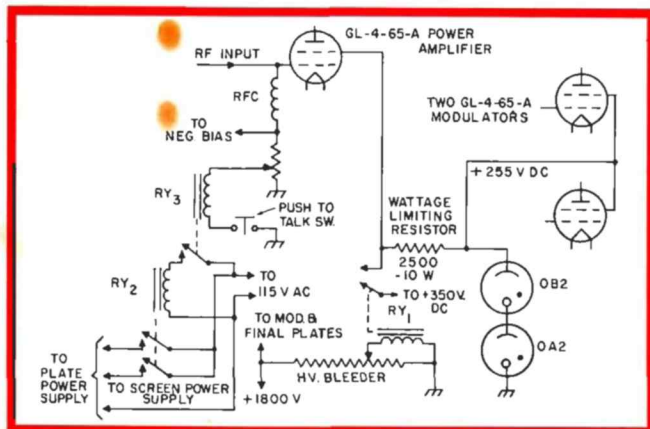 GL-4-65-A POWER
AMPLIFIER
RF INPUT
RFC
TWO GL-4-65-A
MODULATORS
TO
NEG BIAS
+255 V DC
RY3
PUSH TO
TALK SW.
WATTAGE
LIMITING
RESISTOR
2500
-10 W
RY2
TO
115 V AC
TO +350V.
DC
OB2
TO MOD. &
FINAL PLATES
RY1
OA2
TO
PLATE
POWER
SUPPLY
TO SCREEN POWER
SUPPLY
H.V. BLEEDER
+1800 V